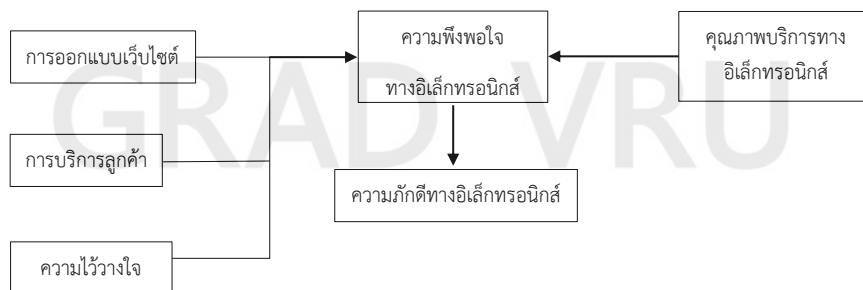 การออกแบบเว็บไซต์
ความพึงพอใจ
ทางอิเล็กทรอนิกส์
คุณภาพบริการทาง
อิเล็กทรอนิกส์
การบริการลูกค้า
ความภักดีทางอิเล็กทรอนิกส์
ความไว้วางใจ
GRAD VRU